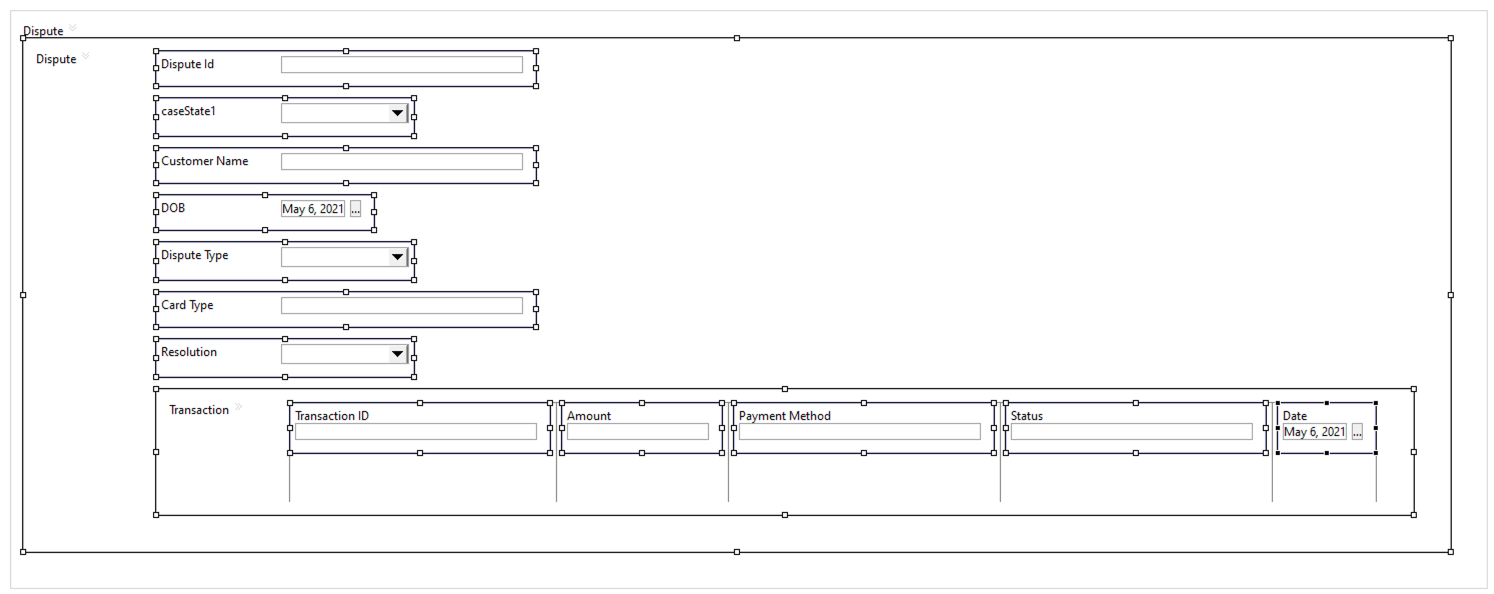 Dispute
Dispute
Dispute Id
caseState1
Customer Name
DOB May 6, 2021 ...
Dispute Type
Card Type
Resolution
Transaction Transaction ID Amount Payment Method Status Date
May 6, 2021 ...